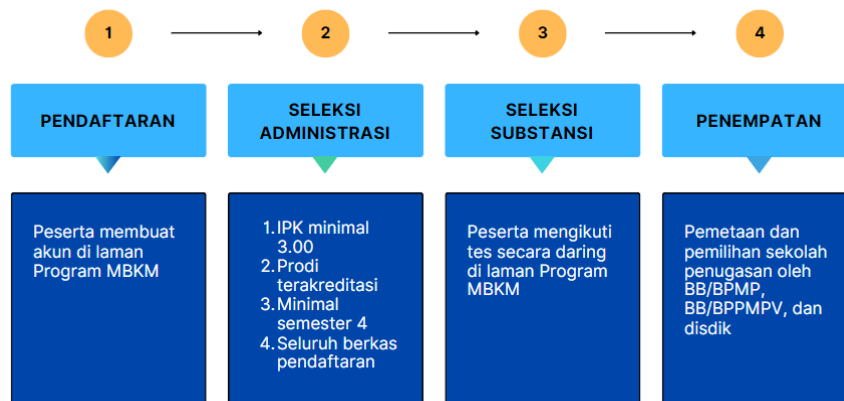 1
2
3
4
PENDAFTARAN
SELEKSI
ADMINISTRASI
SELEKSI
SUBSTANSI
PENEMPATAN
Peserta membuat
akun di laman
Program MBKM
1. IPK minimal
3.00
2. Prodi
terakreditasi
3. Minimal
semester 4
4. Seluruh berkas
pendaftaran
Peserta mengikuti
tes secara daring
di laman Program
MBKM
Pemetaan dan
pemilihan sekolah
penugasan oleh
BB/BPMP,
BB/BPPMPV, dan
disdik